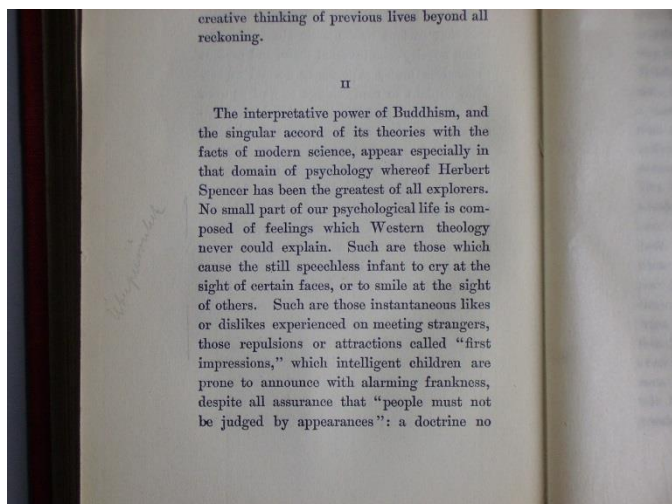 creative thinking of previous lives beyond all
reckoning.
II
The interpretative power of Buddhism, and
the singular accord of its theories with the
facts of modern science, appear especially in
that domain of psychology whereof Herbert
Spencer has been the greatest of all explorers.
No small part of our psychological life is com-
posed of feelings which Western theology
never could explain. Such are those which
cause the still speechless infant to cry at the
sight of certain faces, or to smile at the sight
of others. Such are those instantaneous likes
or dislikes experienced on meeting strangers,
those repulsions or attractions called “first
impressions,” which intelligent children are
prone to announce with alarming frankness,
despite all assurance that “people must not
be judged by appearances”: a doctrine no